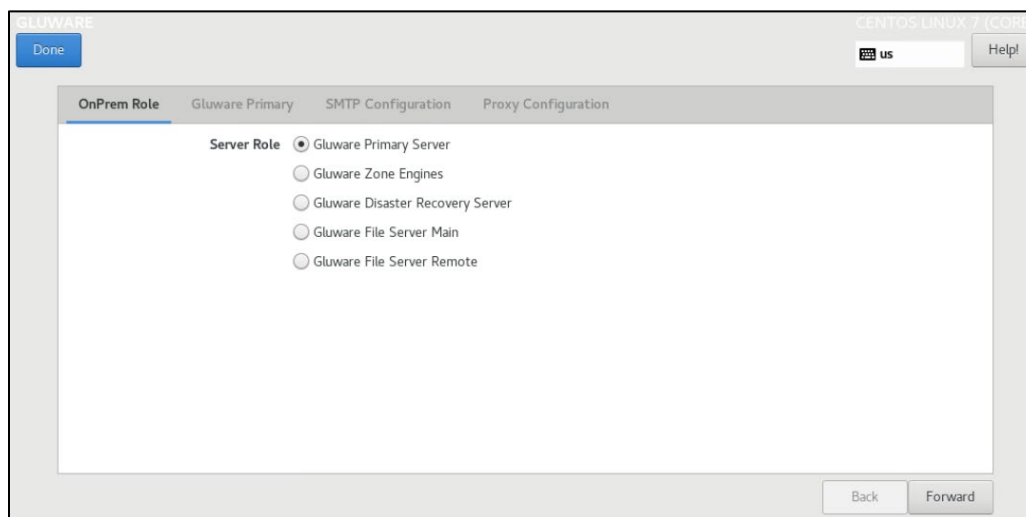 GLUWARE
CENTOS LINUX 7 (CORE
Done
us
Help!
OnPrem Role Gluware Primary SMTP Configuration Proxy Configuration
Server Role Gluware Primary Server
Gluware Zone Engines
Gluware Disaster Recovery Server
Gluware File Server Main
Gluware File Server Remote
Back Forward